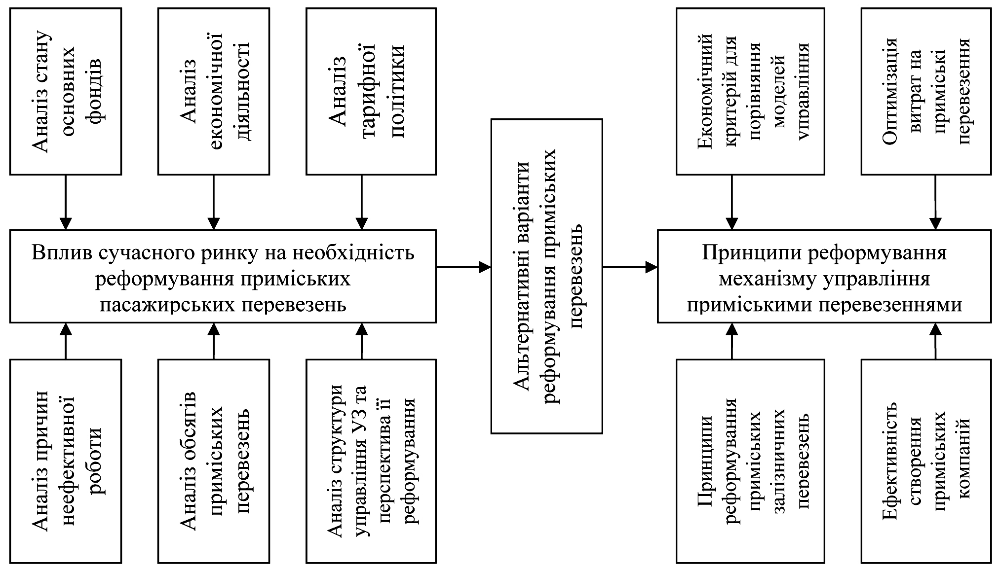 Аналіз стану
основних
фондів
Аналіз
економічної
діяльності
Аналіз
тарифної
політики
Економічний
критерій для
порівняння
моделей
управління
Оптимізація
витрат на
приміські
перевезення
Вплив сучасного ринку на необхідність
реформування приміських
пасажирських перевезень
Альтернативні варіанти
реформування приміських
перевезень
Принципи реформування
механізму управління
приміськими перевезеннями
Аналіз причин
неефективної
роботи
Аналіз обсягів
приміських
перевезень
Аналіз структури
управління УЗ та
перспектива її
реформування
Принципи
реформування
приміських
залізничних
перевезень
Ефективність
створення
приміських
компаній